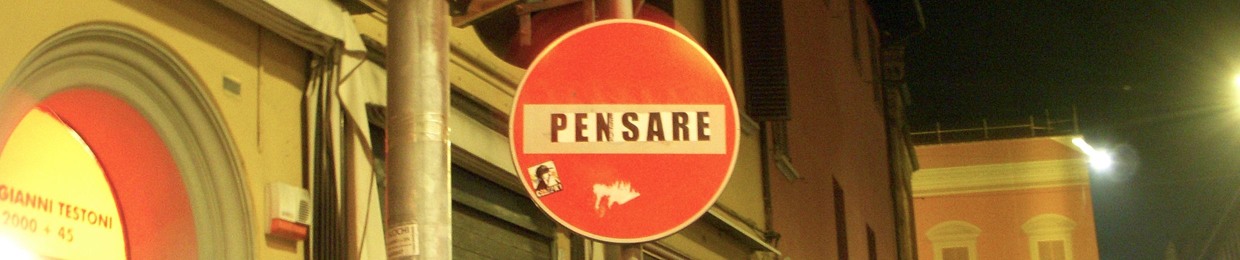 GIANNI TESTONI
2000 + 45
PENSARE